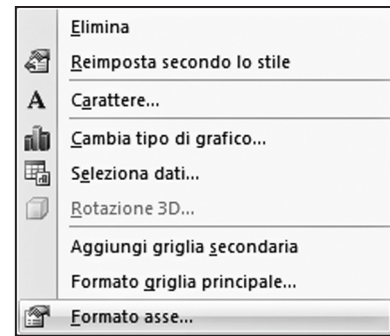 Elimina
Reimposta secondo lo stile
Carattere...
Cambia tipo di grafico...
Seleziona dati...
Rotazione 3D...
Aggiungi griglia secondaria
Formato griglia principale...
Formato asse...